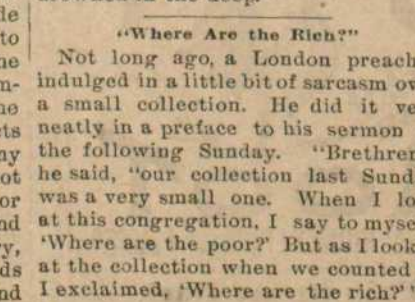 "Where Are the Rich?"
Not long ago, a London preach
indulged in a little bit of sarcasm ov
a small collection. He did it ve
neatly in a preface to his sermon
the following Sunday. "Brethren
he said, "our collection last Sund
was a very small one. When I lo
at this congregation, I say to myse
'Where are the poor?' But as I look
at the collection when we counted
I exclaimed, 'Where are the rich?'